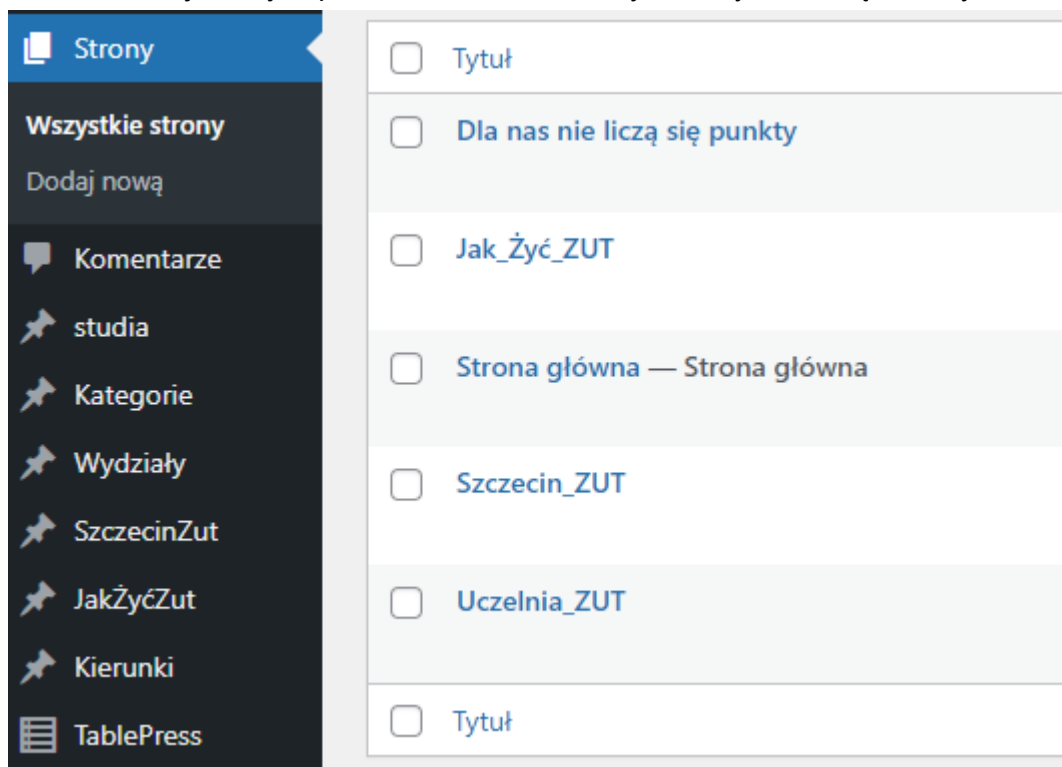 Strony
Wszystkie strony
Dodaj nową
Komentarze
studia
Kategorie
Wydziały
SzczecinZut
JakŻyćZut
Kierunki
TablePress
Tytuł
Dla nas nie liczą się punkty
Jak_Żyć_ZUT
Strona główna — Strona główna
Szczecin_ZUT
Uczelnia_ZUT
Tytuł